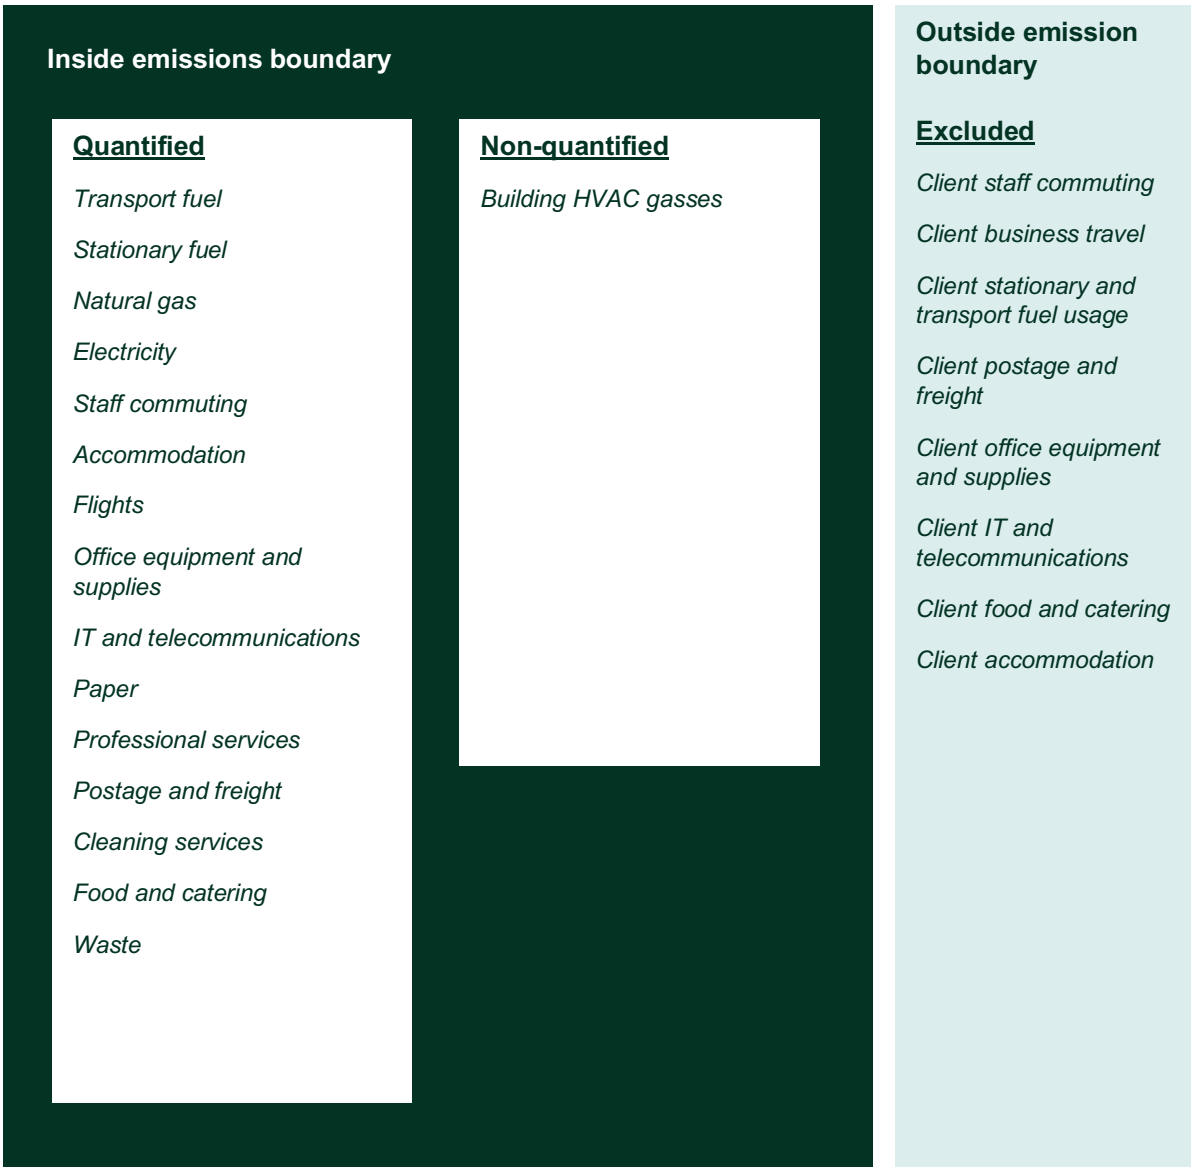 Inside emissions boundary
Quantified
Transport fuel
Stationary fuel
Natural gas
Electricity
Staff commuting
Accommodation
Flights
Office equipment and
supplies
IT and telecommunications
Paper
Professional services
Postage and freight
Cleaning services
Food and catering
Waste
Non-quantified
Building HVAC gasses
Outside emission
boundary
Excluded
Client staff commuting
Client business travel
Client stationary and
transport fuel usage
Client postage and
freight
Client office equipment
and supplies
Client IT and
telecommunications
Client food and catering
Client accommodation